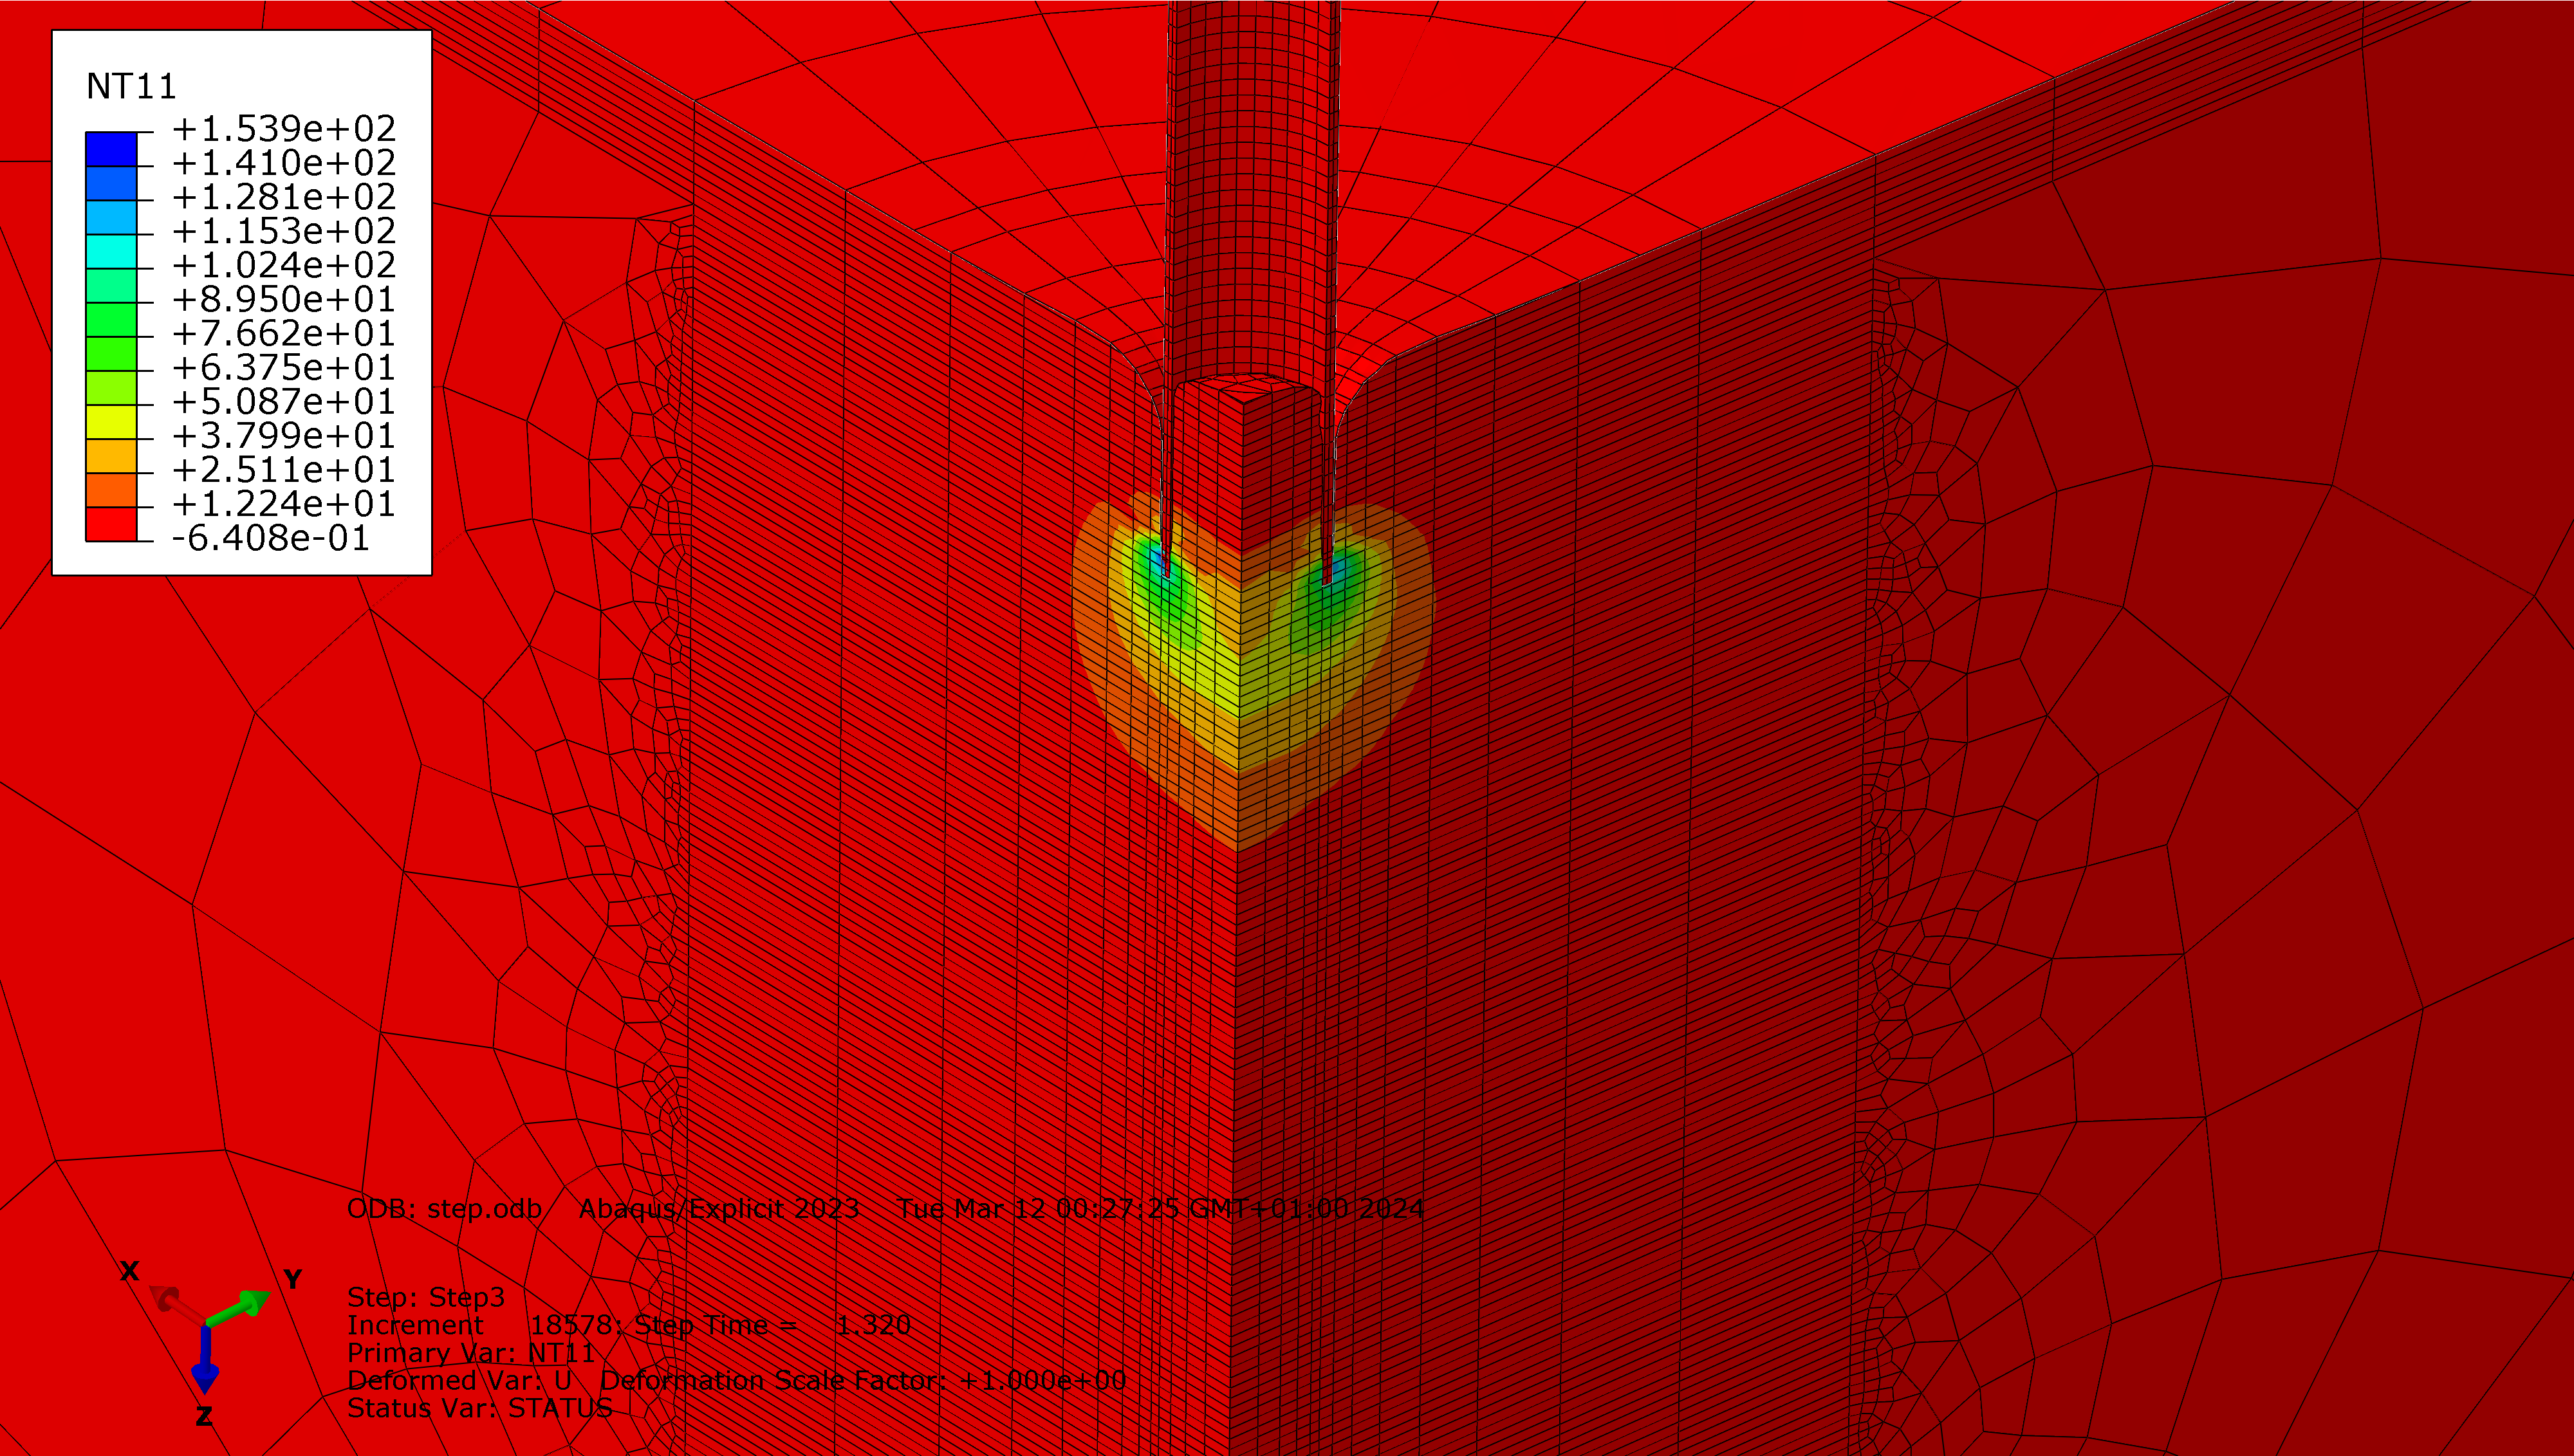 NT11
+1.539e+02
+1.410e+02
+1.281e+02
+1.153e+02
+1.024e+02
+8.950e+01
+7.662e+01
+6.375e+01
+5.087e+01
+3.799e+01
+2.511e+01
+1.224e+01
-6.408e-01
ODB: step.odb Abaqus/Explicit 2023 Tue Mar 12 00:27:25 GMT+01:00 2024
X
Y
Z
Step: Step3
Increment 18578: Step Time = 1.320
Primary Var: NT11
Deformed Var: U Deformation Scale Factor: +1.000e+00
Status Var: STATUS